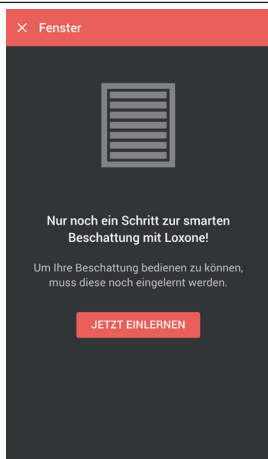 Fenster
Nur noch ein Schritt zur smarten
Beschattung mit Loxone!
Um Ihre Beschattung bedienen zu können,
muss diese noch eingelernt werden.
JETZT EINLERNEN